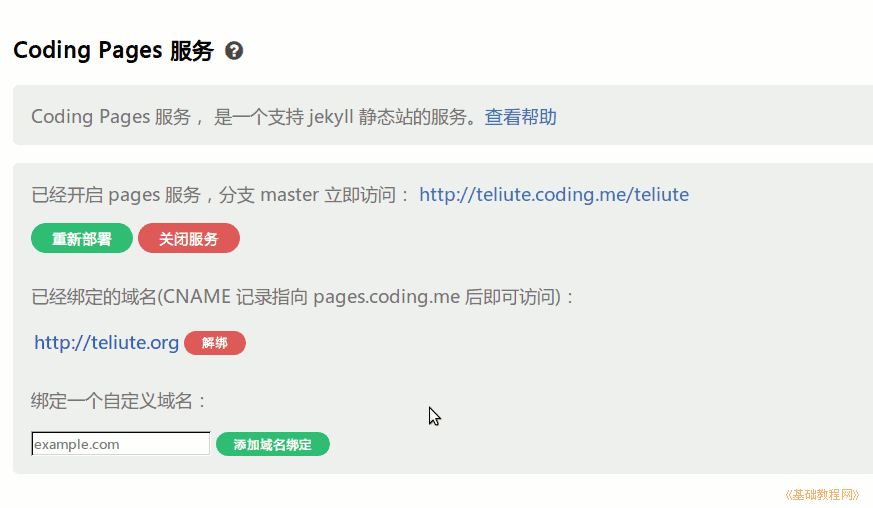 Coding Pages 服务 ?
Coding Pages 服务， 是一个支持 jekyll 静态站的服务。查看帮助
已经开启 pages 服务，分支 master 立即访问： http://teliute.coding.me/teliute
重新部署 关闭服务
已经绑定的域名(CNAME 记录指向 pages.coding.me 后即可访问)：
http://teliute.org 解绑
绑定一个自定义域名：
example.com 添加域名绑定
《基础教程网》